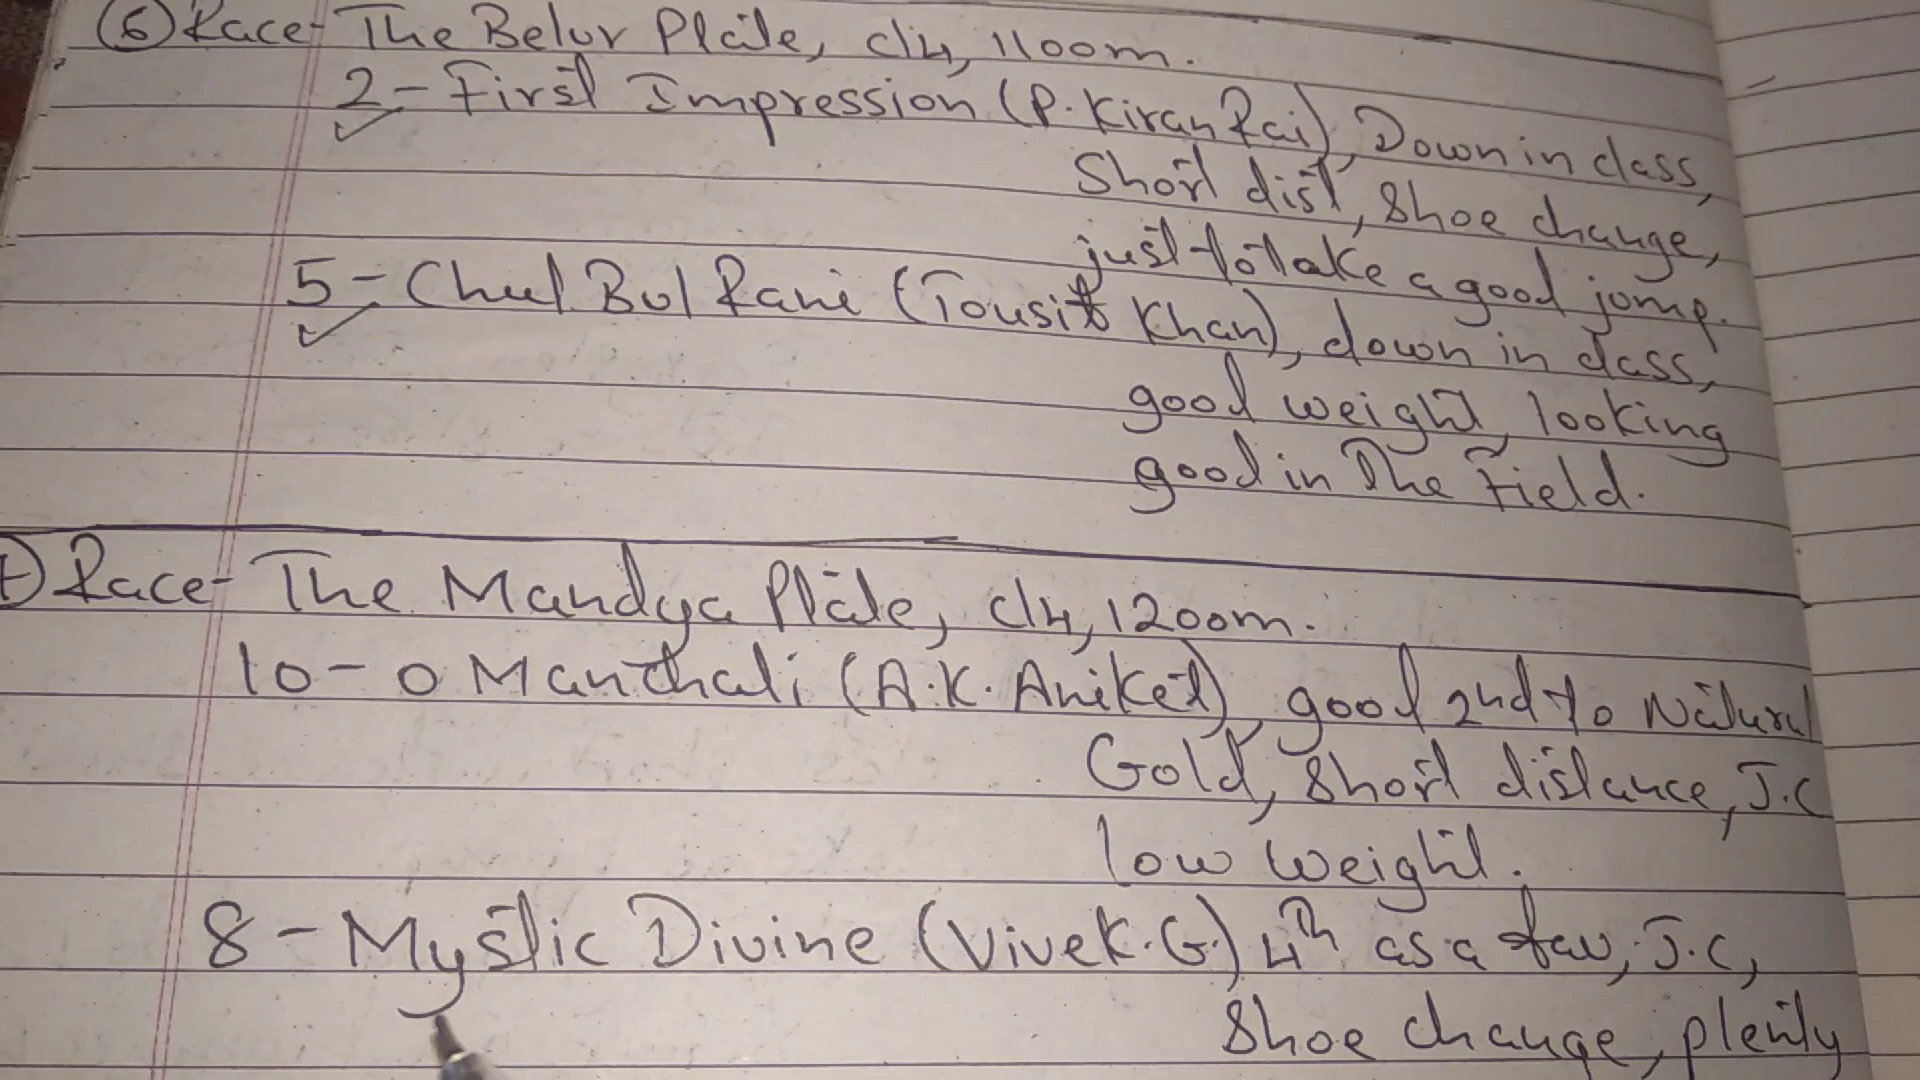 ⑥ Race - The Belur Plate, cl4, 1100m.
2 - First Impression (P. Kiran Rai), Down in class,
Short dist, Shoe change,
just to take a good jomp.
5 - Chul Bul Rani (Tousif Khan), down in class,
good weight, looking
good in The Field.
Race - The Mandya Plate, cl4, 1200m.
10 - O Manthali (A.K. Aniket), good 2nd to Natural
Gold, Short distance, J.C
low weight.
8 - Mystic Divine (Vivek.G.) 4th as a fav, J.C,
Shoe change, plenty